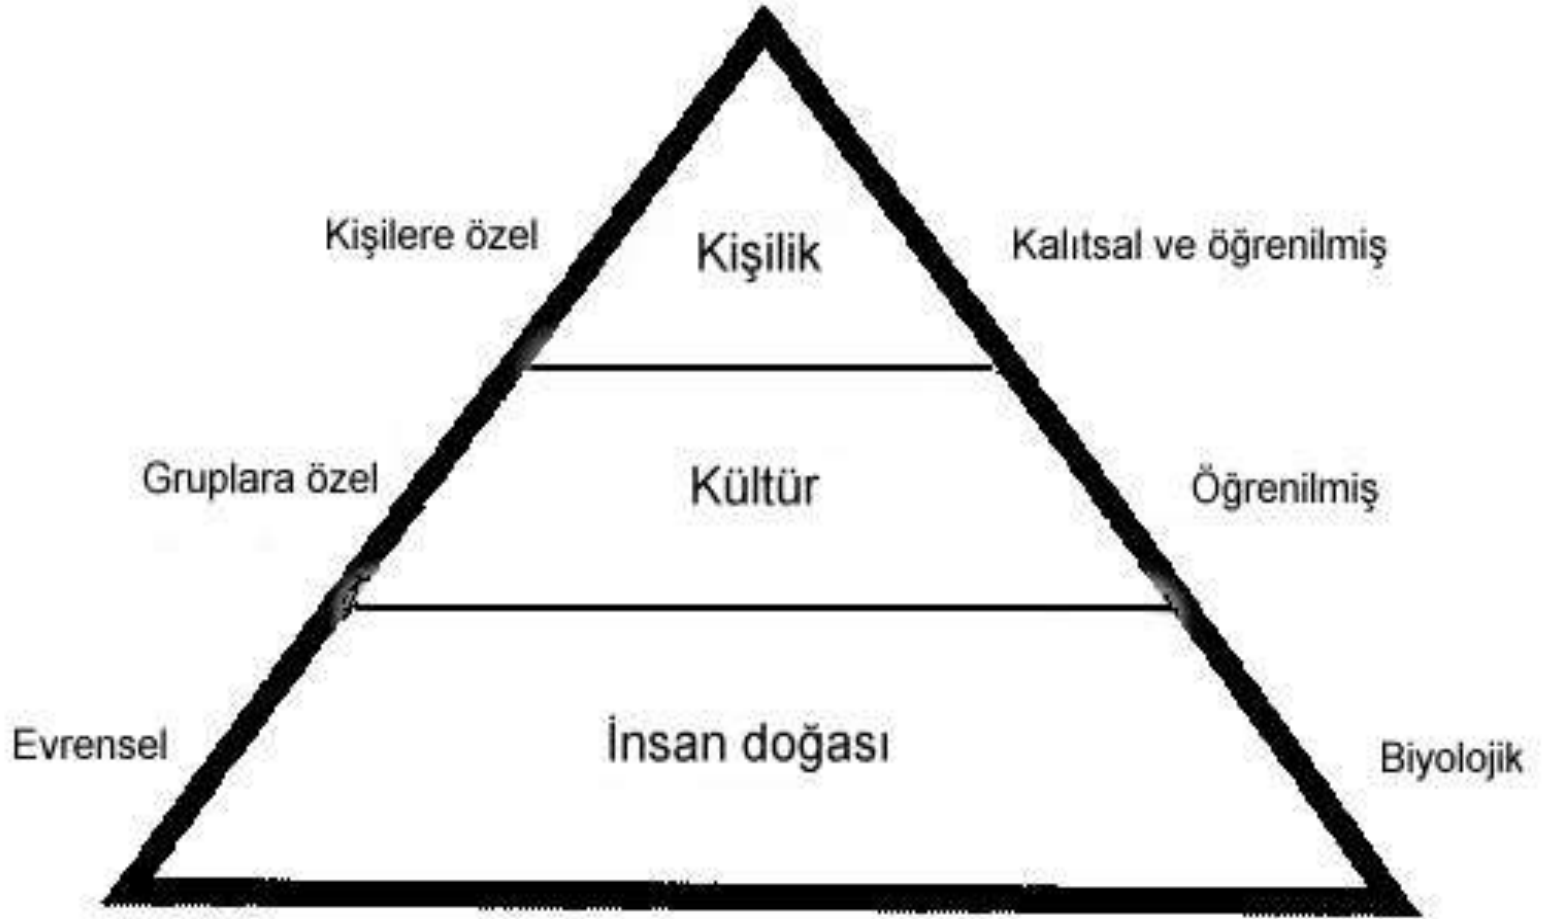 Kişilere özel
Kişilik
Kalıtsal ve öğrenilmiş
Gruplara özel
Kültür
Öğrenilmiş
Evrensel
İnsan doğası
Biyolojik